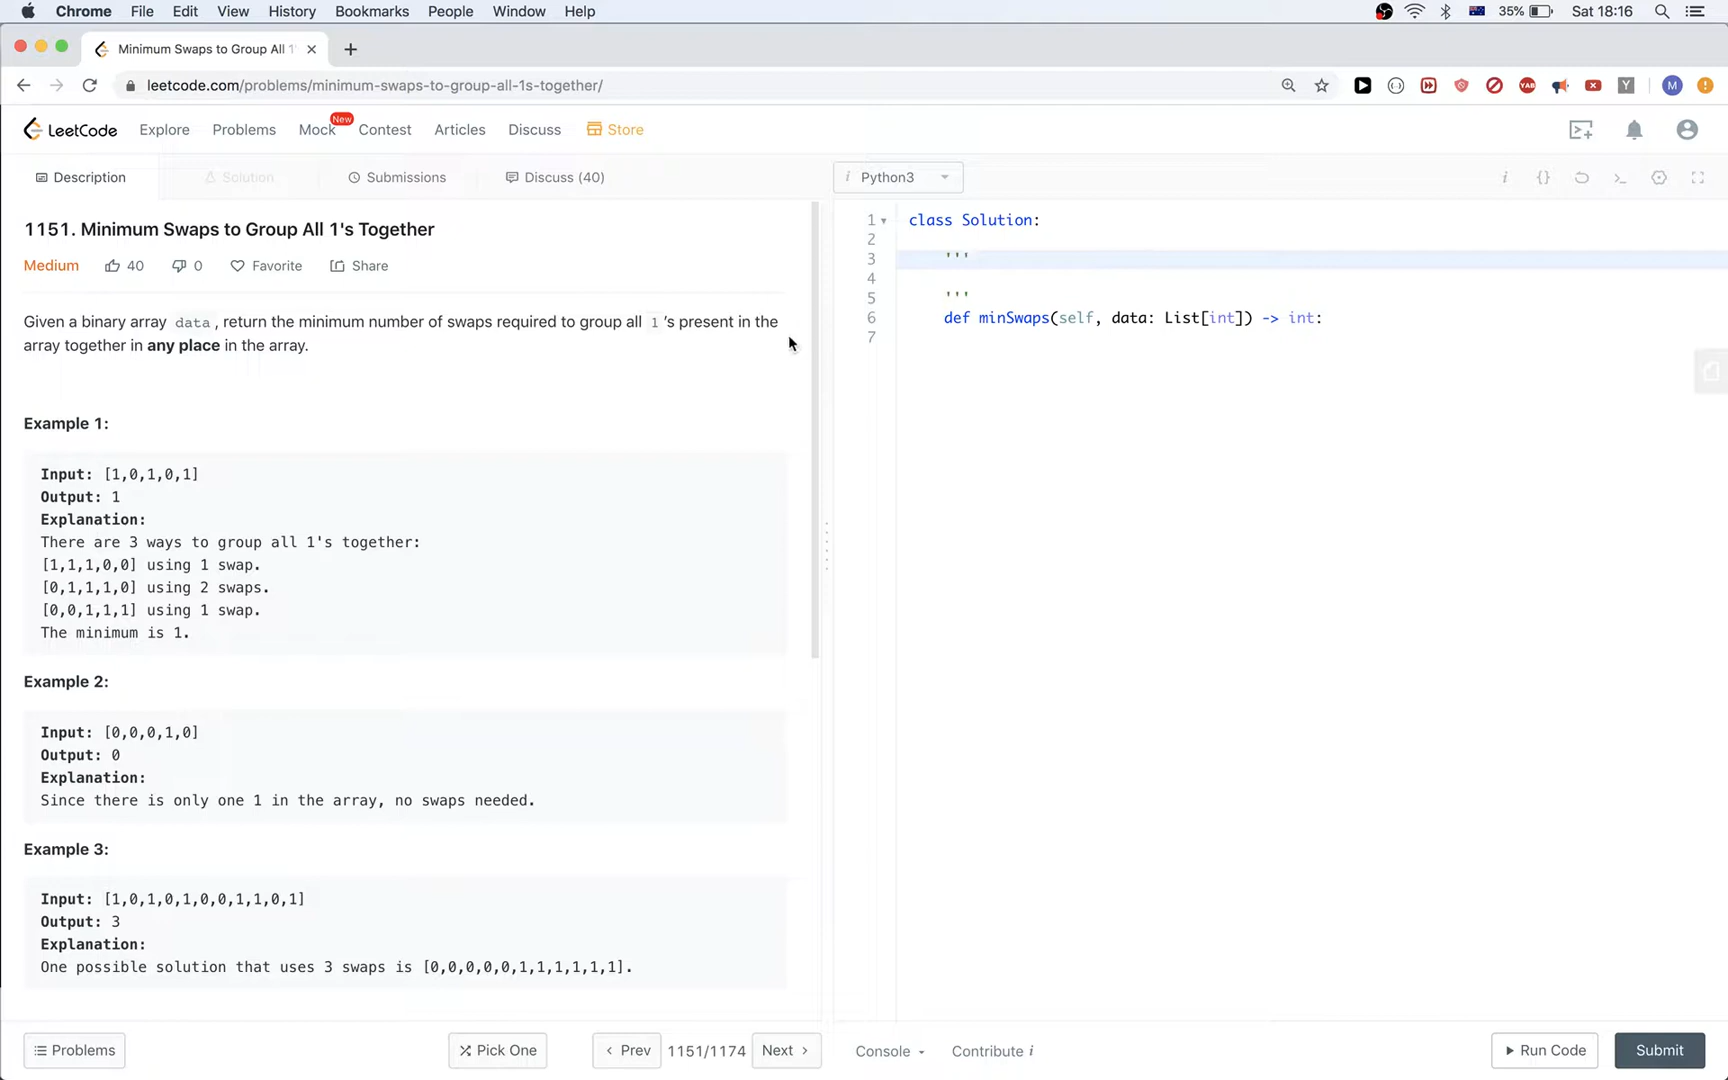 Chrome File Edit View History Bookmarks People Window Help 35% Sat 18:16
Minimum Swaps to Group All 1'
leetcode.com/problems/minimum-swaps-to-group-all-1s-together/
YAB Y M
LeetCode Explore Problems Mock New Contest Articles Discuss Store
Description Solution Submissions Discuss (40)
i Python3
1151. Minimum Swaps to Group All 1's Together
Medium 40 0 Favorite Share
Given a binary array data, return the minimum number of swaps required to group all 1's present in the
array together in any place in the array.
Example 1:
Input: [1,0,1,0,1]
Output: 1
Explanation:
There are 3 ways to group all 1's together:
[1,1,1,0,0] using 1 swap.
[0,1,1,1,0] using 2 swaps.
[0,0,1,1,1] using 1 swap.
The minimum is 1.
Example 2:
Input: [0,0,0,1,0]
Output: 0
Explanation:
Since there is only one 1 in the array, no swaps needed.
Example 3:
Input: [1,0,1,0,1,0,0,1,1,0,1]
Output: 3
Explanation:
One possible solution that uses 3 swaps is [0,0,0,0,0,1,1,1,1,1,1].
1 class Solution:
2
3 '''
4
5 '''
6 def minSwaps(self, data: List[int]) -> int:
7
Problems Pick One Prev 1151/1174 Next Console Contribute i Run Code Submit